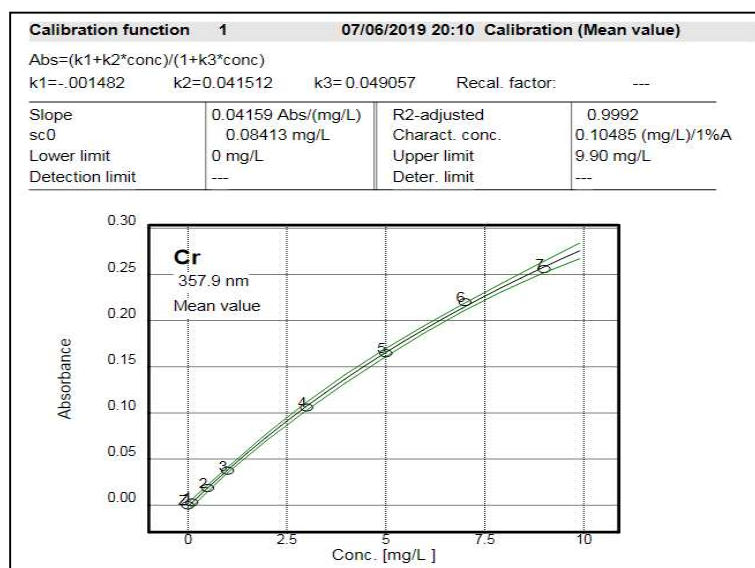 Calibration function 1 07/06/2019 20:10 Calibration (Mean value)
Abs=(k1+k2*conc)/(1+k3*conc)
k1=-.001482 k2=0.041512 k3= 0.049057 Recal. factor: ---
Slope 0.04159 Abs/(mg/L) R2-adjusted 0.9992
sc0 0.08413 mg/L Charact. conc. 0.10485 (mg/L)/1%A
Lower limit 0 mg/L Upper limit 9.90 mg/L
Detection limit --- Deter. limit ---
0.30
Cr
357.9 nm
Mean value
0.25
0.20
0.15
0.10
0.05
0.00
Absorbance
Z 1 2 3 4 5 6 7
0 2.5 5 7.5 10
Conc. [mg/L ]